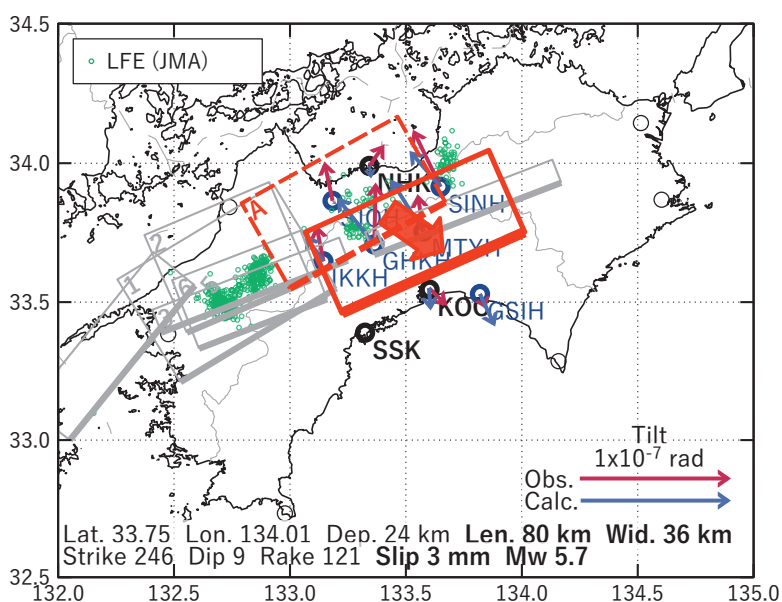 34.5
LFE (JMA)
34.0
NHK
A
SINH
2
MTYH
GHKH
1
IKKH
33.5
KOC
GSIH
SSK
33.0
Tilt
1x10-7 rad
Obs.
Calc.
Lat. 33.75 Lon. 134.01 Dep. 24 km Len. 80 km Wid. 36 km
Strike 246 Dip 9 Rake 121 Slip 3 mm Mw 5.7
32.5
132.0 132.5 133.0 133.5 134.0 134.5 135.0